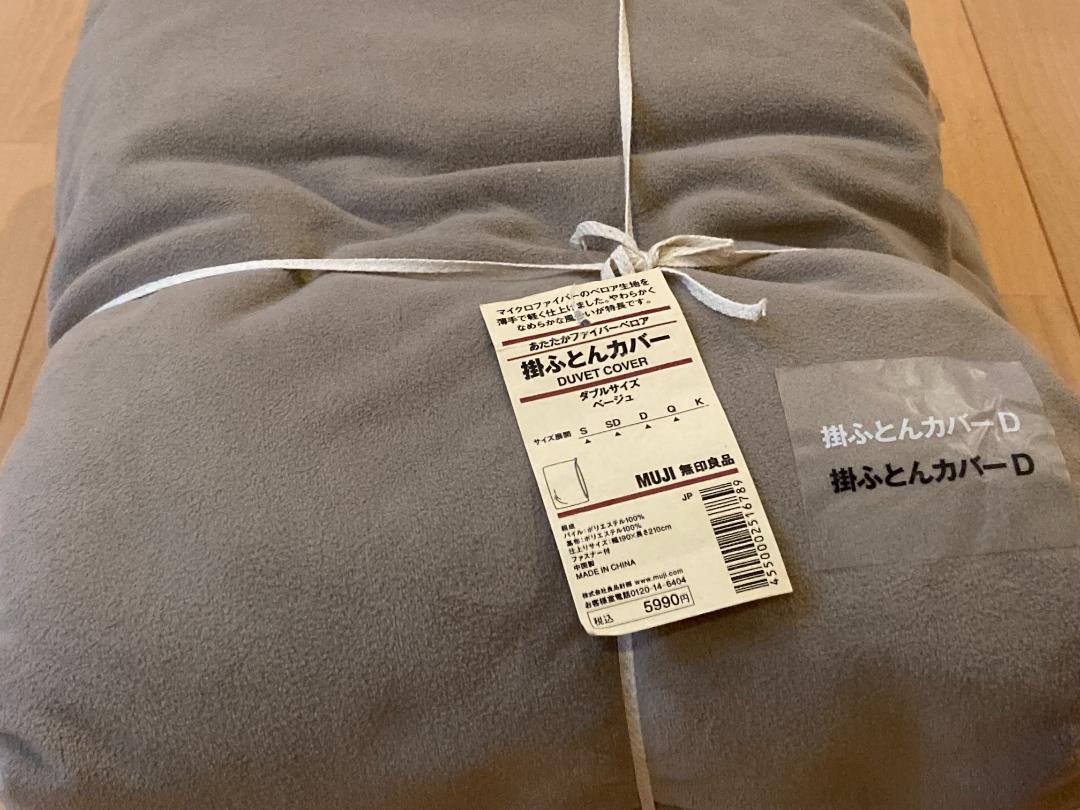 マイクロファイバーのベロア生地を
薄手で軽く仕上げました。やわらかく
なめらかな風合いが特長です。
あたたかファイバーベロア
掛ふとんカバー
DUVET COVER
ダブルサイズ
ベージュ
サイズ展開 S SD D Q K
MUJI 無印良品
JP
組成
パイル:ポリエステル100%
基布:ポリエステル100%
仕上りサイズ:幅190×長さ210cm
ファスナー付
中国製
MADE IN CHINA
株式会社良品計画 www.muji.com
お客様室電話0120-14-6404
税込 5990円
4550002516789
掛ふとんカバー D
掛ふとんカバー D